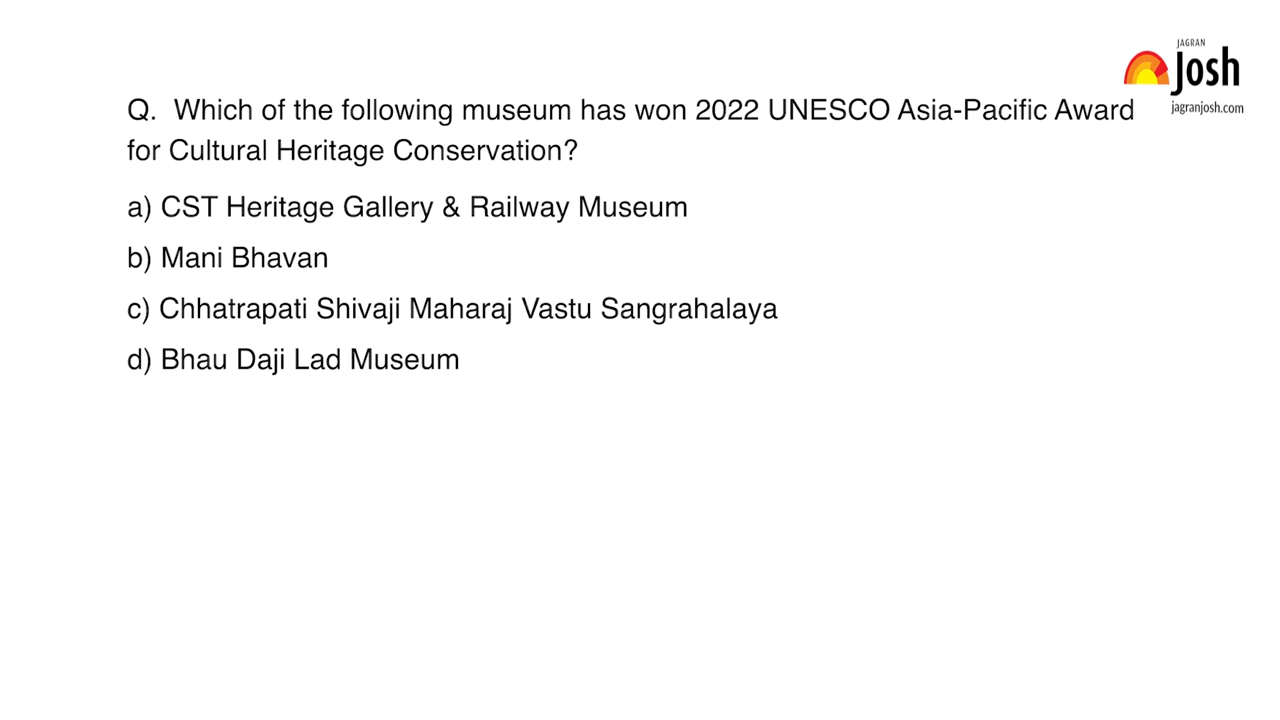 JAGRAN
Josh
jagranjosh.com
Q. Which of the following museum has won 2022 UNESCO Asia-Pacific Award
for Cultural Heritage Conservation?
a) CST Heritage Gallery & Railway Museum
b) Mani Bhavan
c) Chhatrapati Shivaji Maharaj Vastu Sangrahalaya
d) Bhau Daji Lad Museum